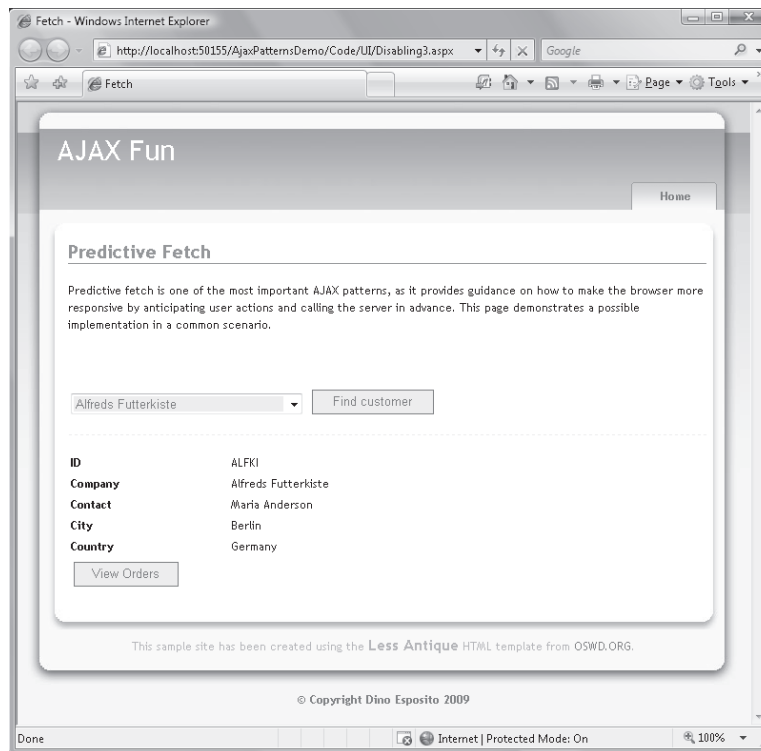 Fetch - Windows Internet Explorer
http://localhost:50155/AjaxPatternsDemo/Code/UI/Disabling3.aspx
Google
Fetch
Page
Tools
AJAX Fun
Home
Predictive Fetch
Predictive fetch is one of the most important AJAX patterns, as it provides guidance on how to make the browser more
responsive by anticipating user actions and calling the server in advance. This page demonstrates a possible
implementation in a common scenario.
Alfreds Futterkiste
Find customer
ID ALFKI
Company Alfreds Futterkiste
Contact Maria Anderson
City Berlin
Country Germany
View Orders
This sample site has been created using the Less Antique HTML template from OSWD.ORG.
© Copyright Dino Esposito 2009
Done
Internet | Protected Mode: On
100%